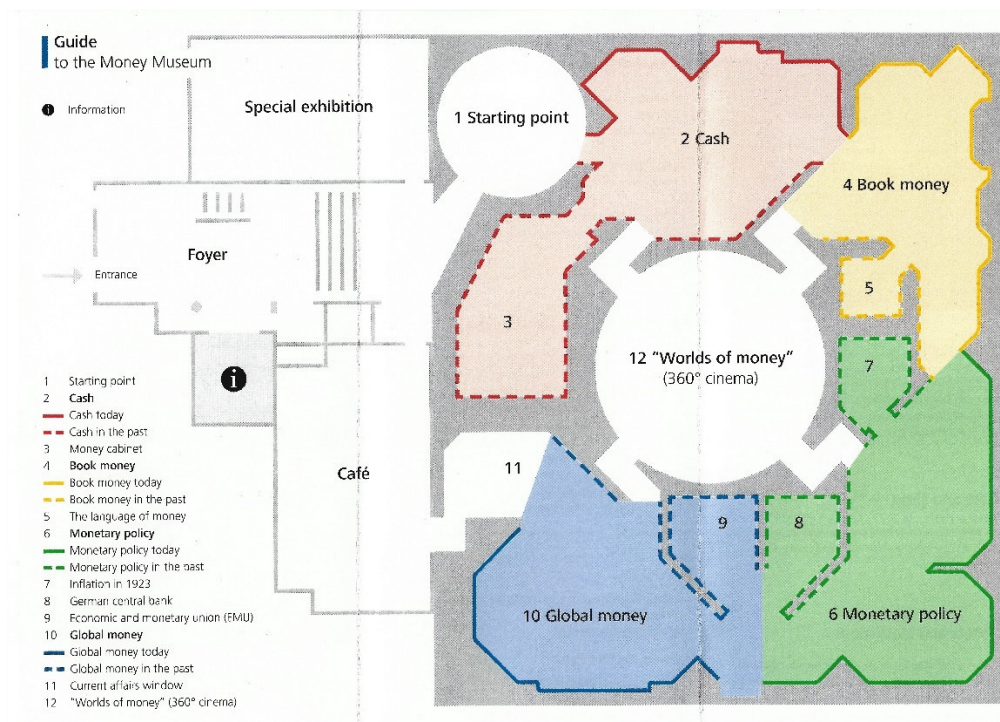 Guide
to the Money Museum
Information
Special exhibition
1 Starting point
2 Cash
4 Book money
Foyer
Entrance
5
3
12 "Worlds of money"
(360° cinema)
7
i
Café
11
9
8
10 Global money
6 Monetary policy
1 Starting point
2 Cash
Cash today
Cash in the past
3 Money cabinet
4 Book money
Book money today
Book money in the past
5 The language of money
6 Monetary policy
Monetary policy today
Monetary policy in the past
7 Inflation in 1923
8 German central bank
9 Economic and monetary union (EMU)
10 Global money
Global money today
Global money in the past
11 Current affairs window
12 "Worlds of money" (360° cinema)